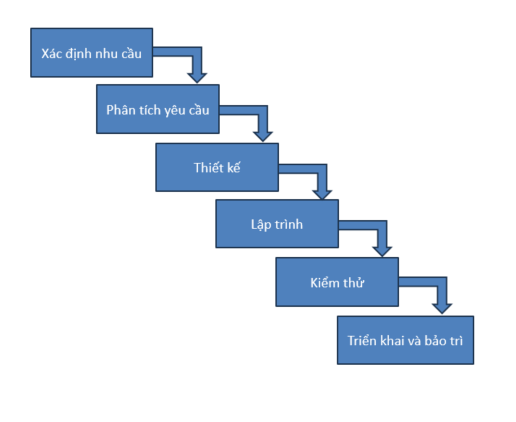 Xác định nhu cầu
Phân tích yêu cầu
Thiết kế
Lập trình
Kiểm thử
Triển khai và bảo trì